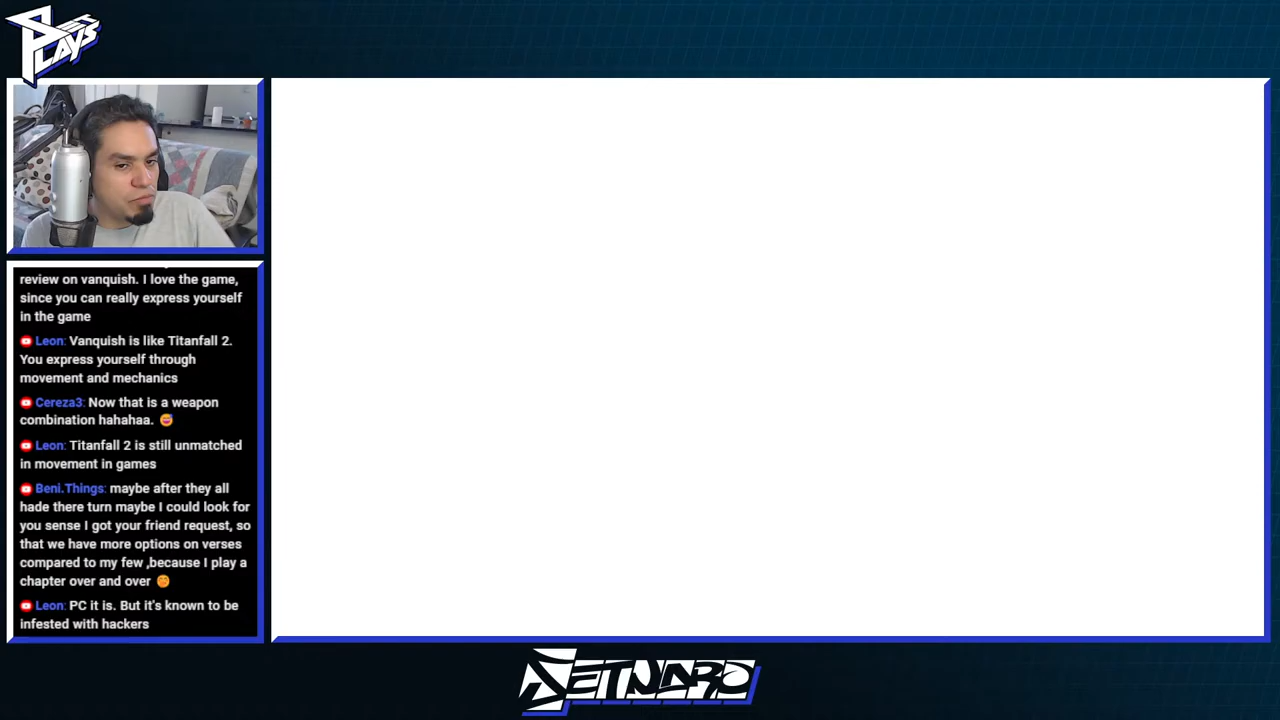 SET
PLAYS
review on vanquish. I love the game,
since you can really express yourself
in the game
Leon: Vanquish is like Titanfall 2.
You express yourself through
movement and mechanics
Cereza3: Now that is a weapon
combination hahahaa. 😅
Leon: Titanfall 2 is still unmatched
in movement in games
Beni.Things: maybe after they all
hade there turn maybe I could look for
you sense I got your friend request, so
that we have more options on verses
compared to my few ,because I play a
chapter over and over 🤭
Leon: PC it is. But it's known to be
infested with hackers
SETNARO